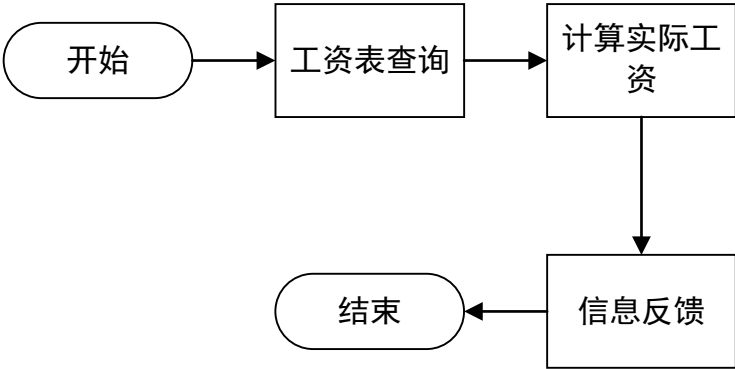 开始
工资表查询
计算实际工
资
信息反馈
结束